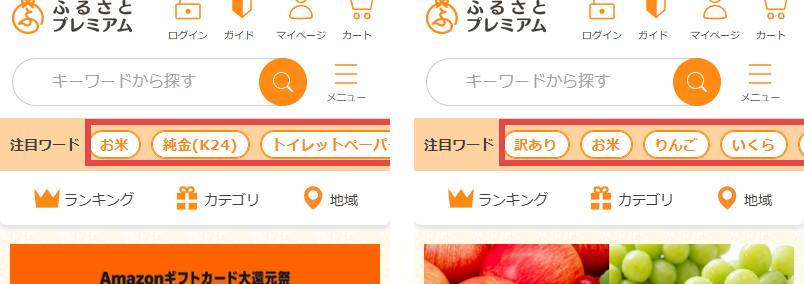 ふるさと
プレミアム
ログイン ガイド マイページ カート
キーワードから探す
メニュー
注目ワード お米 純金(K24) トイレットペーパー
ランキング カテゴリ 地域
Amazonギフトカード大還元祭
ふるさと
プレミアム
ログイン ガイド マイページ カート
キーワードから探す
メニュー
注目ワード 訳あり お米 りんご いくら
ランキング カテゴリ 地域